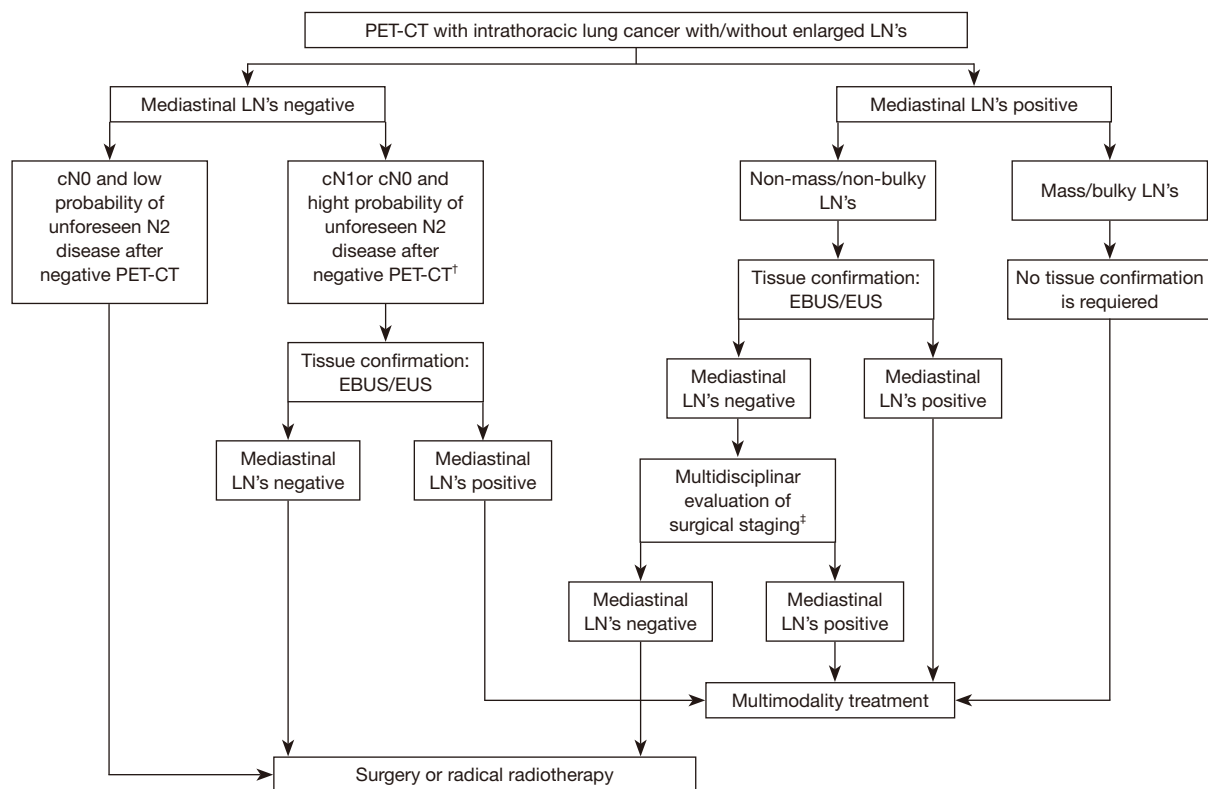 PET-CT with intrathoracic lung cancer with/without enlarged LN's
Mediastinal LN's negative
Mediastinal LN's positive
cN0 and low
probability of
unforeseen N2
disease after
negative PET-CT
cN1or cN0 and
hight probability of
unforeseen N2
disease after
negative PET-CT†
Non-mass/non-bulky
LN's
Mass/bulky LN's
Tissue confirmation:
EBUS/EUS
No tissue confirmation
is requiered
Tissue confirmation:
EBUS/EUS
Mediastinal
LN's negative
Mediastinal
LN's positive
Mediastinal
LN's negative
Mediastinal
LN's positive
Multidisciplinar
evaluation of
surgical staging‡
Mediastinal
LN's negative
Mediastinal
LN's positive
Multimodality treatment
Surgery or radical radiotherapy